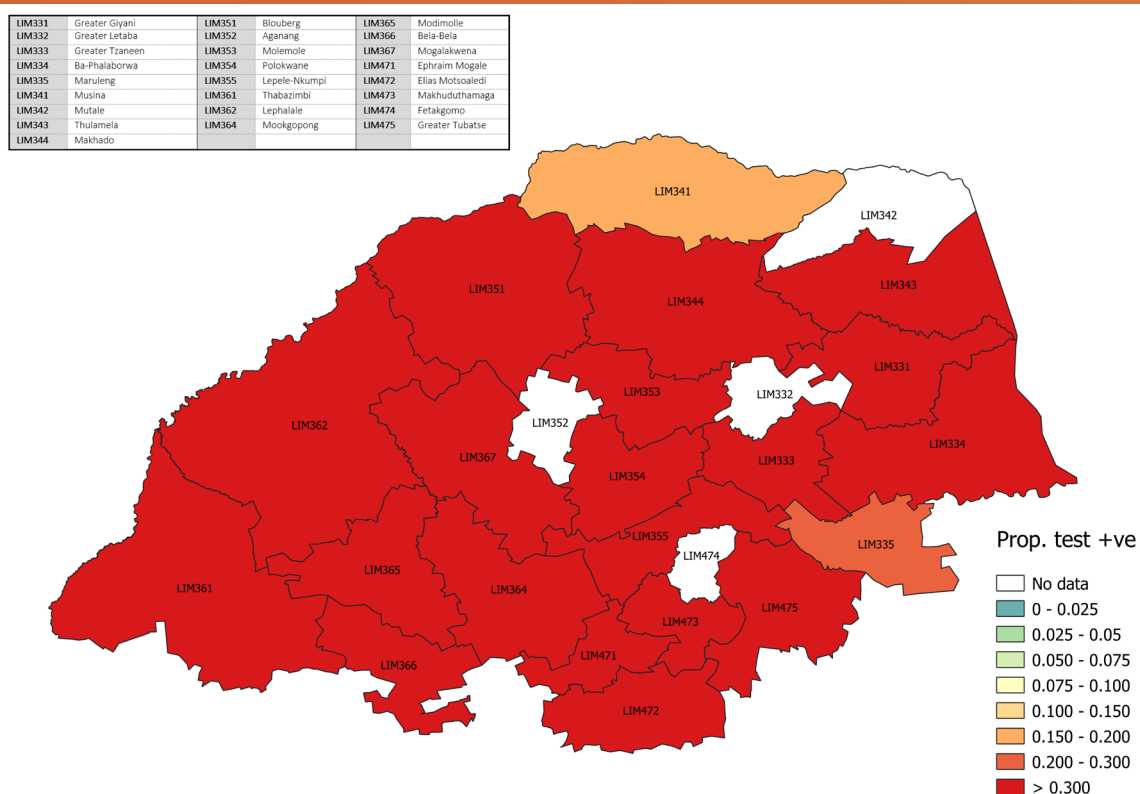 LIM331 Greater Giyani LIM351 Blouberg LIM365 Modimolle
LIM332 Greater Letaba LIM352 Aganang LIM366 Bela-Bela
LIM333 Greater Tzaneen LIM353 Molemole LIM367 Mogalakwena
LIM334 Ba-Phalaborwa LIM354 Polokwane LIM471 Ephraim Mogale
LIM335 Maruleng LIM355 Lepele-Nkumpi LIM472 Elias Motsoaledi
LIM341 Musina LIM361 Thabazimbi LIM473 Makhuduthamaga
LIM342 Mutale LIM362 Lephalale LIM474 Fetakgomo
LIM343 Thulamela LIM364 Mookgopong LIM475 Greater Tubatse
LIM344 Makhado
LIM341
LIM342
LIM351
LIM343
LIM344
LIM331
LIM353
LIM332
LIM352
LIM362
LIM334
LIM367
LIM333
LIM354
LIM355
LIM335
LIM474
LIM365
LIM361
LIM364
LIM475
LIM473
LIM471
LIM366
LIM472
Prop. test +ve
No data
0 - 0.025
0.025 - 0.05
0.050 - 0.075
0.075 - 0.100
0.100 - 0.150
0.150 - 0.200
0.200 - 0.300
> 0.300